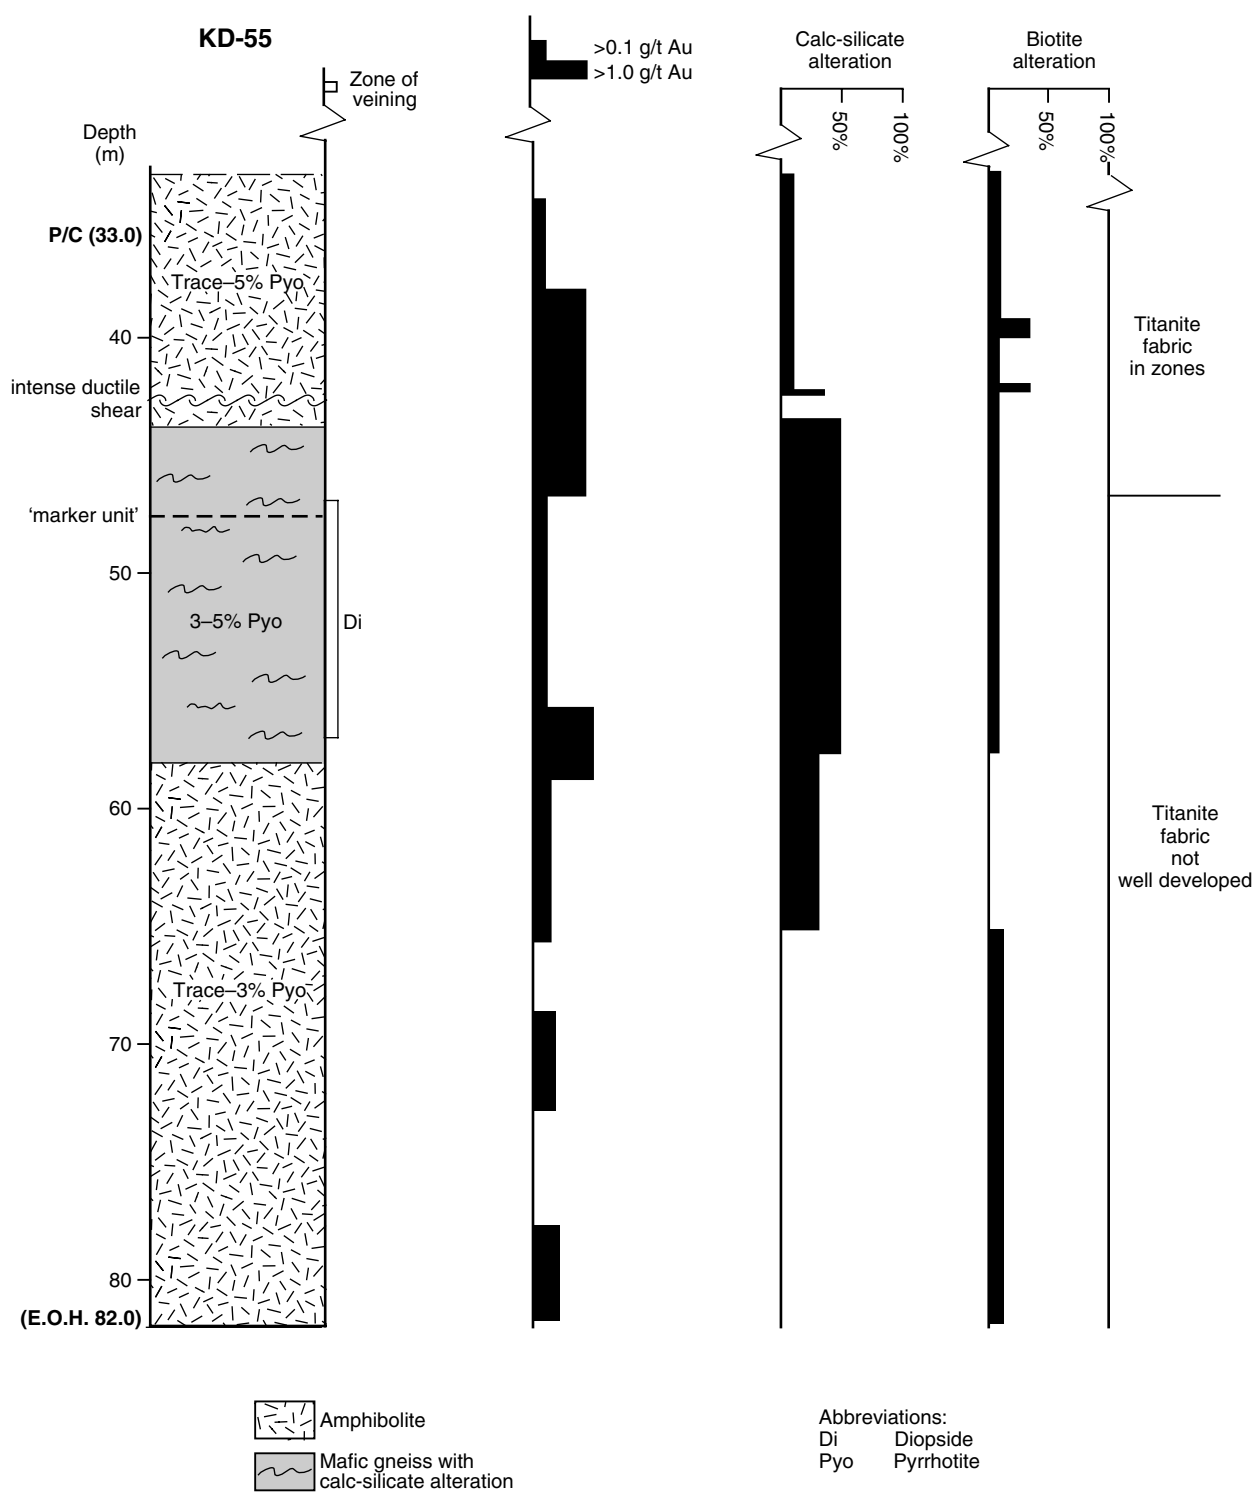 KD-55
Zone of
veining
>0.1 g/t Au
>1.0 g/t Au
Calc-silicate
alteration
50%
100%
Biotite
alteration
50%
100%
Depth
(m)
P/C (33.0)
Trace–5% Pyo
40
intense ductile
shear
'marker unit'
50
3–5% Pyo
Di
60
Trace–3% Pyo
70
80
(E.O.H. 82.0)
Titanite
fabric
in zones
Titanite
fabric
not
well developed
Amphibolite
Mafic gneiss with
calc-silicate alteration
Abbreviations:
Di Diopside
Pyo Pyrrhotite